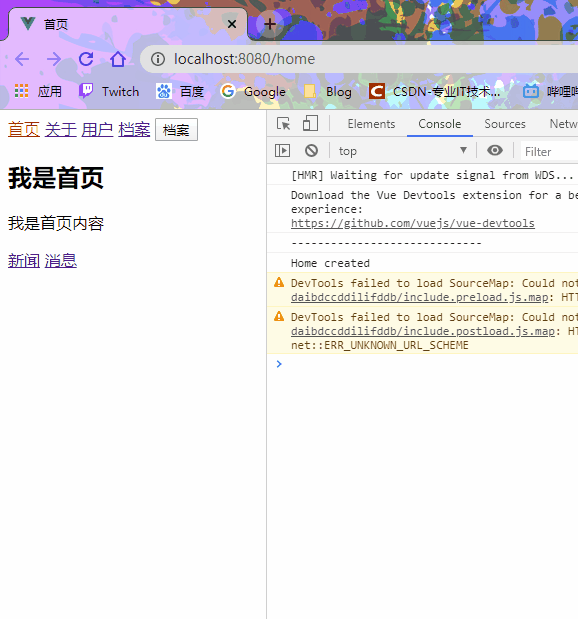 首页
localhost:8080/home
应用 Twitch 百度 Google Blog CSDN-专业IT技术... 哔哩哔
首页 关于 用户 档案 档案
我是首页
我是首页内容
新闻 消息
Elements Console Sources Netw
top Filter
[HMR] Waiting for update signal from WDS...
Download the Vue Devtools extension for a be
experience:
https://github.com/vuejs/vue-devtools
-----------------------------
Home created
DevTools failed to load SourceMap: Could not
daibdccddilifddb/include.preload.js.map: HTT
DevTools failed to load SourceMap: Could not
daibdccddilifddb/include.postload.js.map: HT
net::ERR_UNKNOWN_URL_SCHEME